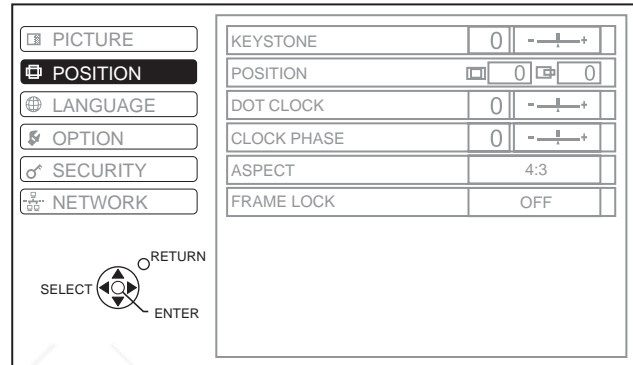 PICTURE
POSITION
LANGUAGE
OPTION
SECURITY
NETWORK
RETURN
SELECT
ENTER
KEYSTONE 0 - +
POSITION 0 0
DOT CLOCK 0 - +
CLOCK PHASE 0 - +
ASPECT 4:3
FRAME LOCK OFF